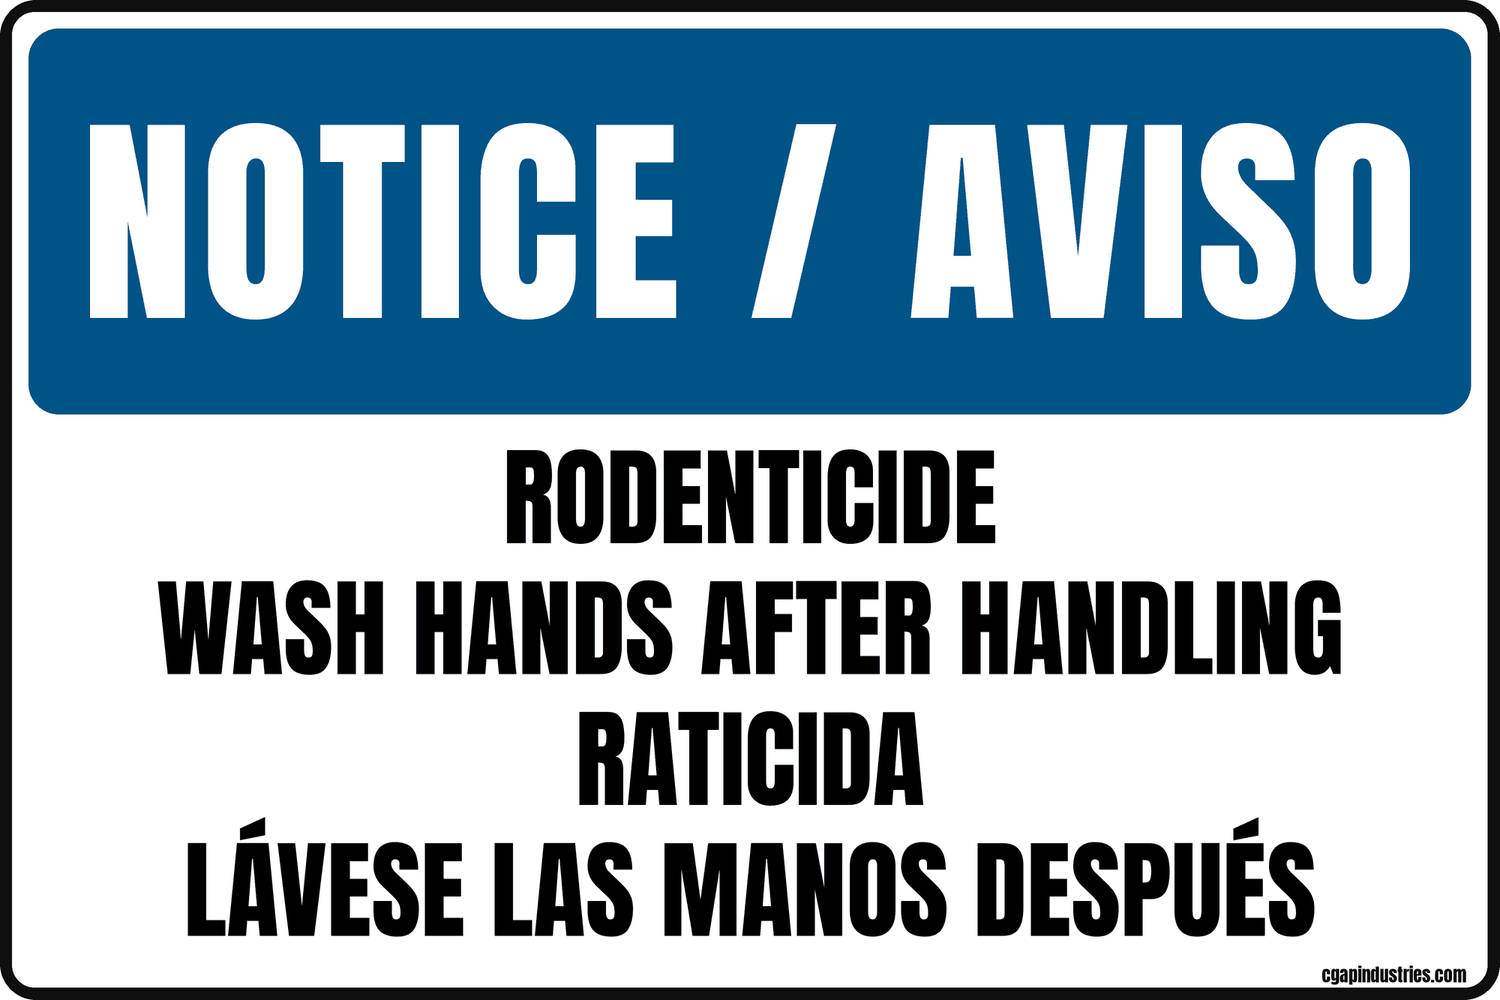 NOTICE / AVISO
RODENTICIDE
WASH HANDS AFTER HANDLING
RATICIDA
LÁVESE LAS MANOS DESPUÉS
cgapindustries.com